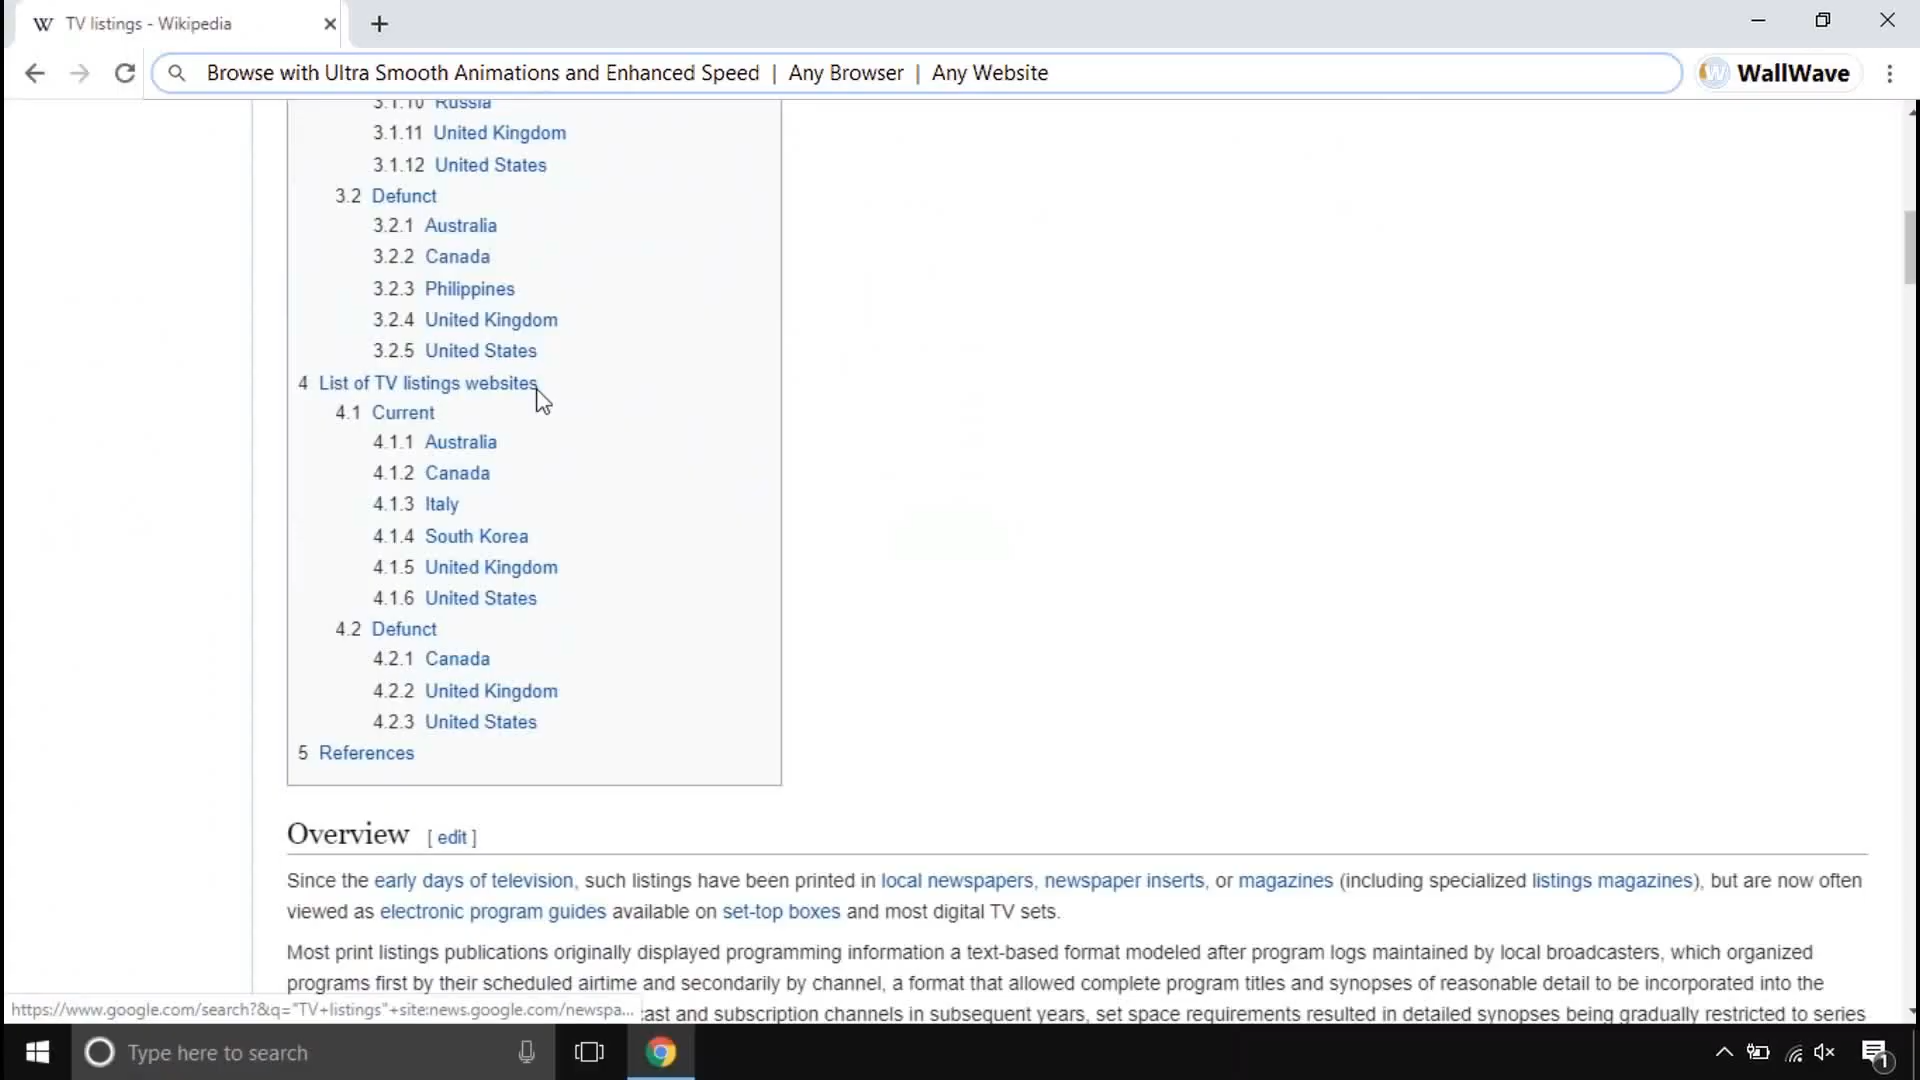 TV listings - Wikipedia
Browse with Ultra Smooth Animations and Enhanced Speed | Any Browser | Any Website
WallWave
3.1.10 Russia
3.1.11 United Kingdom
3.1.12 United States
3.2 Defunct
3.2.1 Australia
3.2.2 Canada
3.2.3 Philippines
3.2.4 United Kingdom
3.2.5 United States
4 List of TV listings websites
4.1 Current
4.1.1 Australia
4.1.2 Canada
4.1.3 Italy
4.1.4 South Korea
4.1.5 United Kingdom
4.1.6 United States
4.2 Defunct
4.2.1 Canada
4.2.2 United Kingdom
4.2.3 United States
5 References
Overview [ edit ]
Since the early days of television, such listings have been printed in local newspapers, newspaper inserts, or magazines (including specialized listings magazines), but are now often
viewed as electronic program guides available on set-top boxes and most digital TV sets.
Most print listings publications originally displayed programming information a text-based format modeled after program logs maintained by local broadcasters, which organized
programs first by their scheduled airtime and secondarily by channel, a format that allowed complete program titles and synopses of reasonable detail to be incorporated into the
https://www.google.com/search?&q="TV+listings"+site:news.google.com/newspa...
cast and subscription channels in subsequent years, set space requirements resulted in detailed synopses being gradually restricted to series
Type here to search
1